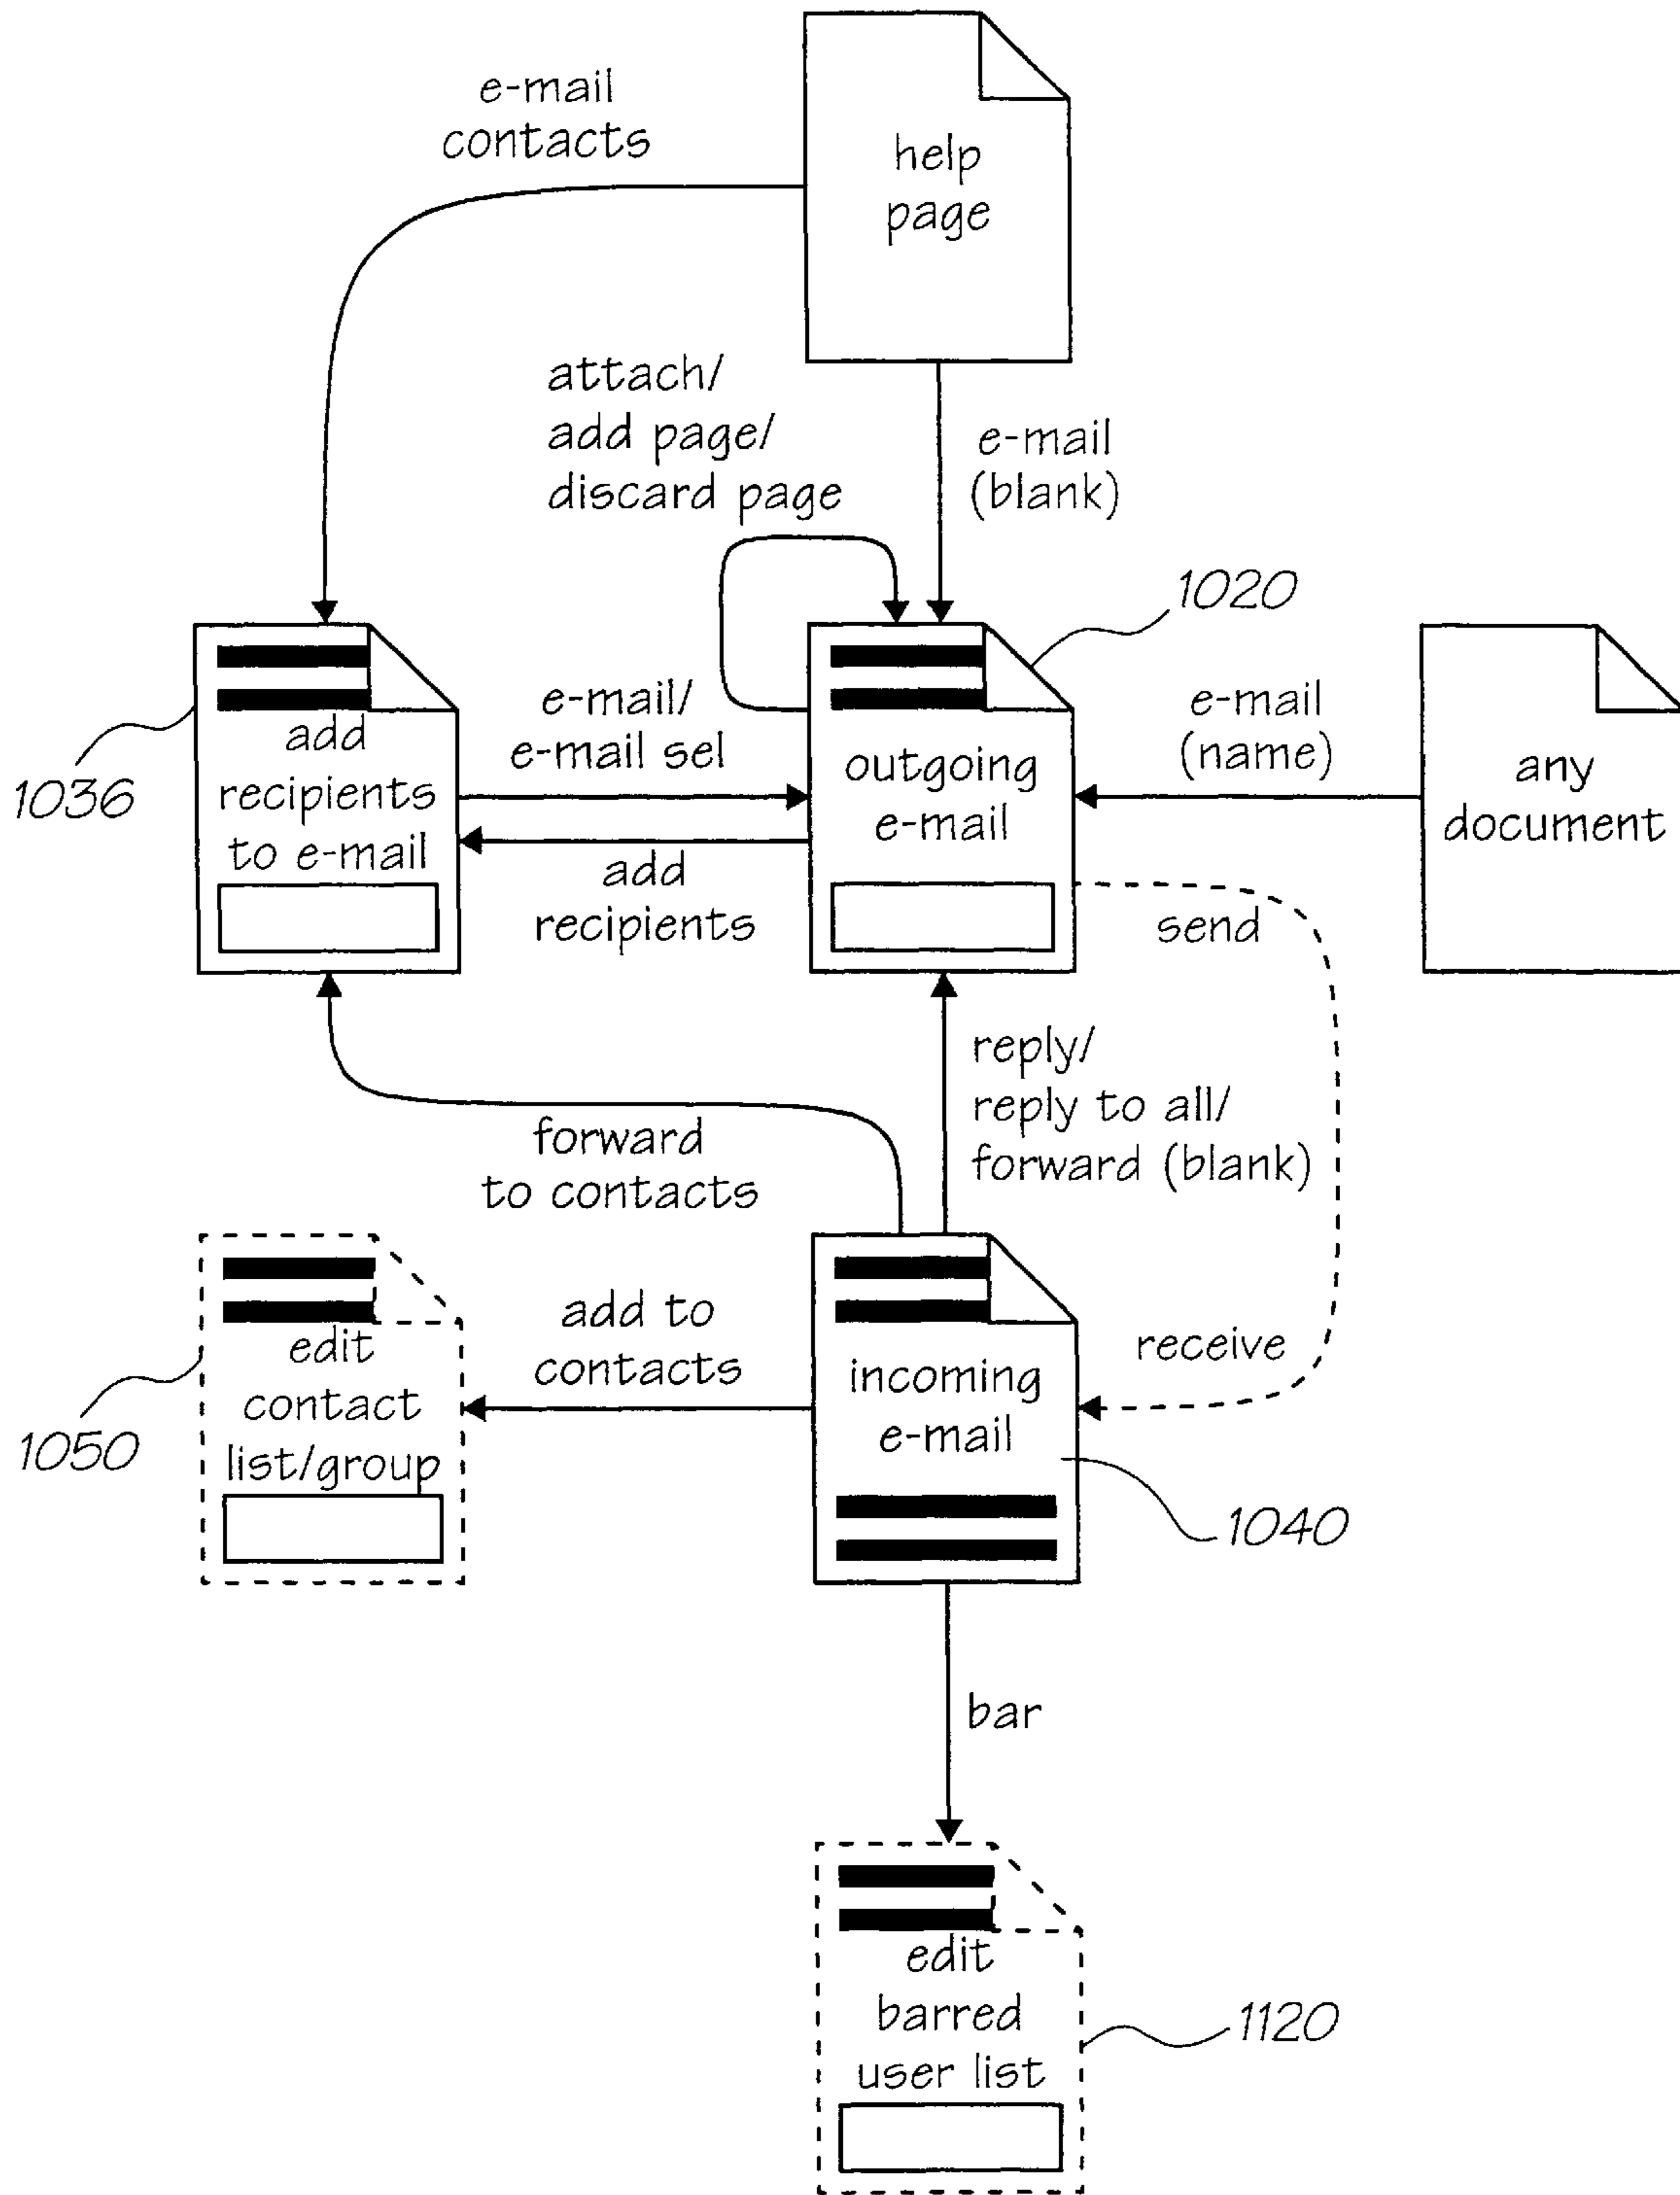 e-mail
contacts
help
page
attach/
add page/
discard page
e-mail
(blank)
1020
1036
add
recipients
to e-mail
e-mail/
e-mail sel
add
recipients
outgoing
e-mail
e-mail
(name)
any
document
send
reply/
reply to all/
forward (blank)
forward
to contacts
1050
edit
contact
list/group
add to
contacts
incoming
e-mail
receive
1040
bar
edit
barred
user list
1120